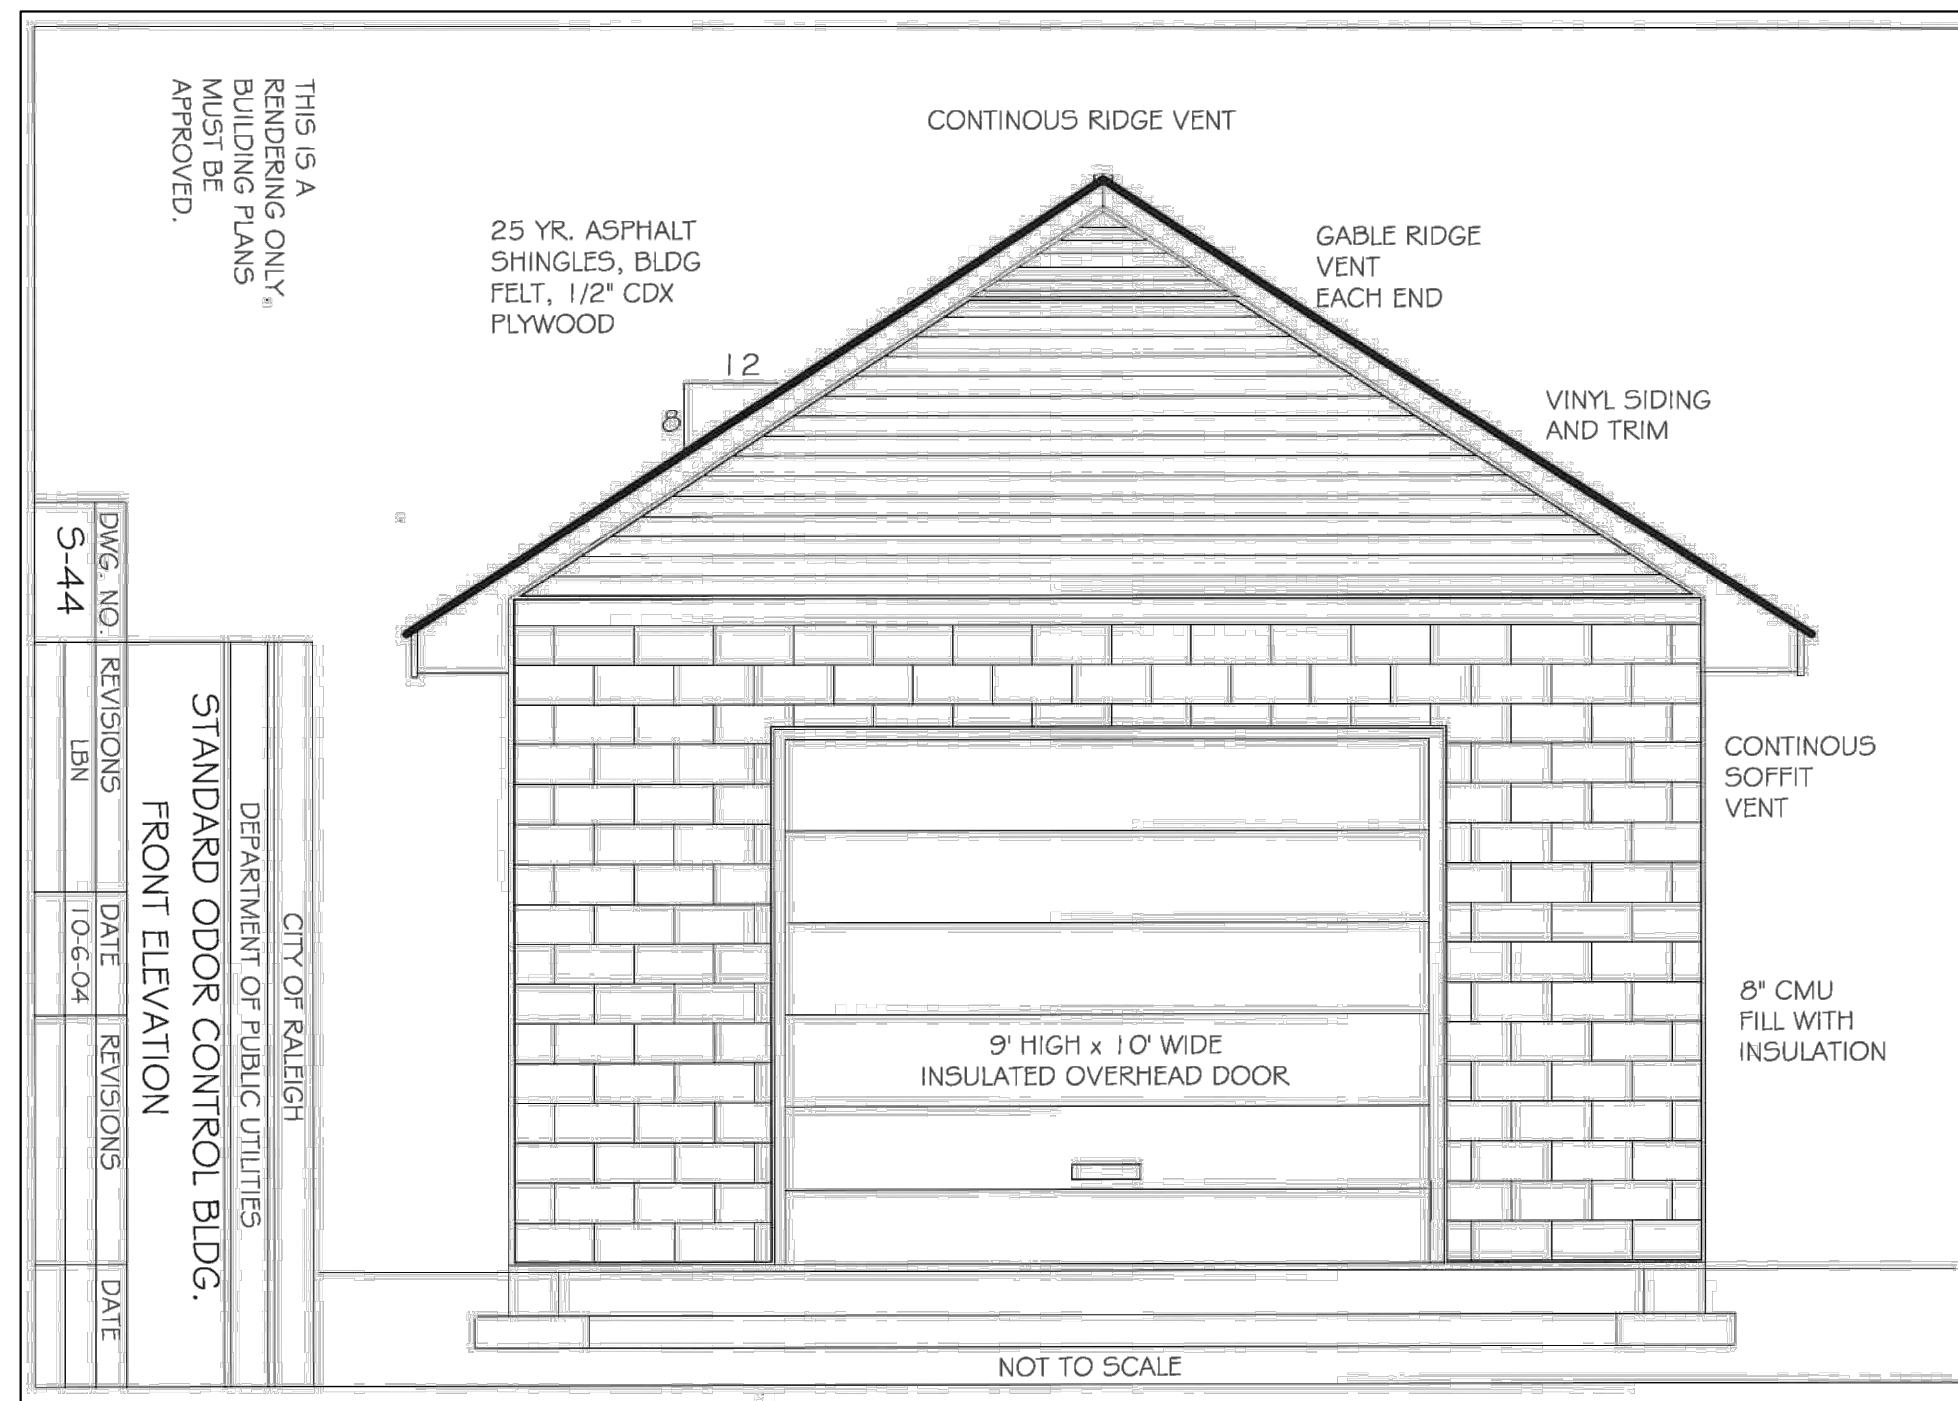 THIS IS A
RENDERING ONLY
BUILDING PLANS
MUST BE
APPROVED.
CONTINOUS RIDGE VENT
25 YR. ASPHALT
SHINGLES, BLDG
FELT, 1/2" CDX
PLYWOOD
GABLE RIDGE
VENT
EACH END
12
8
VINYL SIDING
AND TRIM
CONTINOUS
SOFFIT
VENT
8" CMU
FILL WITH
INSULATION
9' HIGH x 10' WIDE
INSULATED OVERHEAD DOOR
NOT TO SCALE
CITY OF RALEIGH
DEPARTMENT OF PUBLIC UTILITIES
STANDARD ODOR CONTROL BLDG.
FRONT ELEVATION
DWG. NO. REVISIONS DATE REVISIONS DATE
S-44 LBN 10-6-04